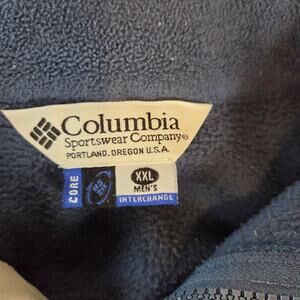 Columbia
Sportswear Company®
PORTLAND, OREGON U.S.A.
CORE
XXL
MEN'S
INTERCHANGE